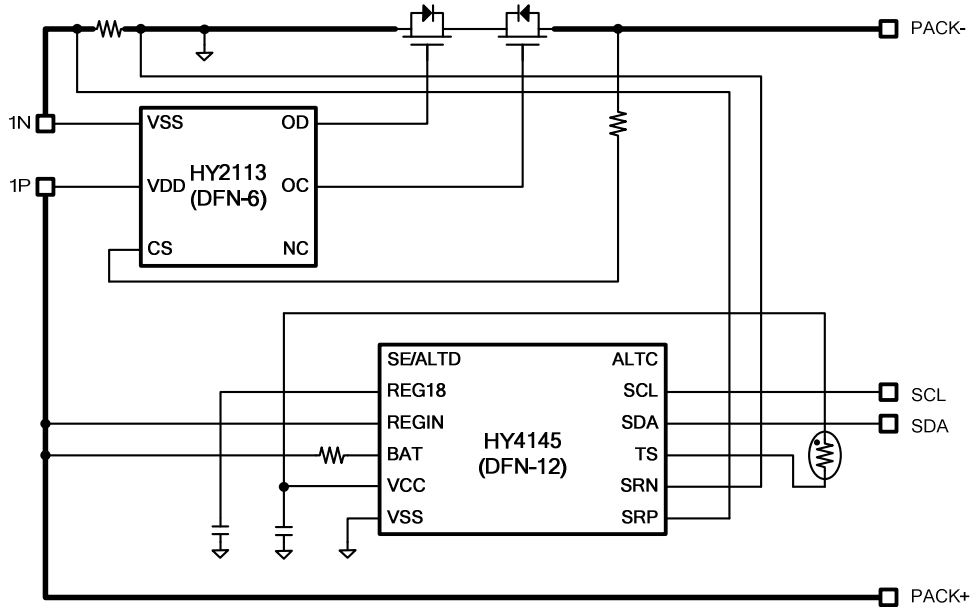 PACK-
1N
VSS
OD
HY2113
(DFN-6)
1P
VDD
OC
CS
NC
SE/ALTD
ALTC
REG18
SCL
SCL
REGIN
SDA
SDA
HY4145
(DFN-12)
BAT
TS
VCC
SRN
VSS
SRP
PACK+